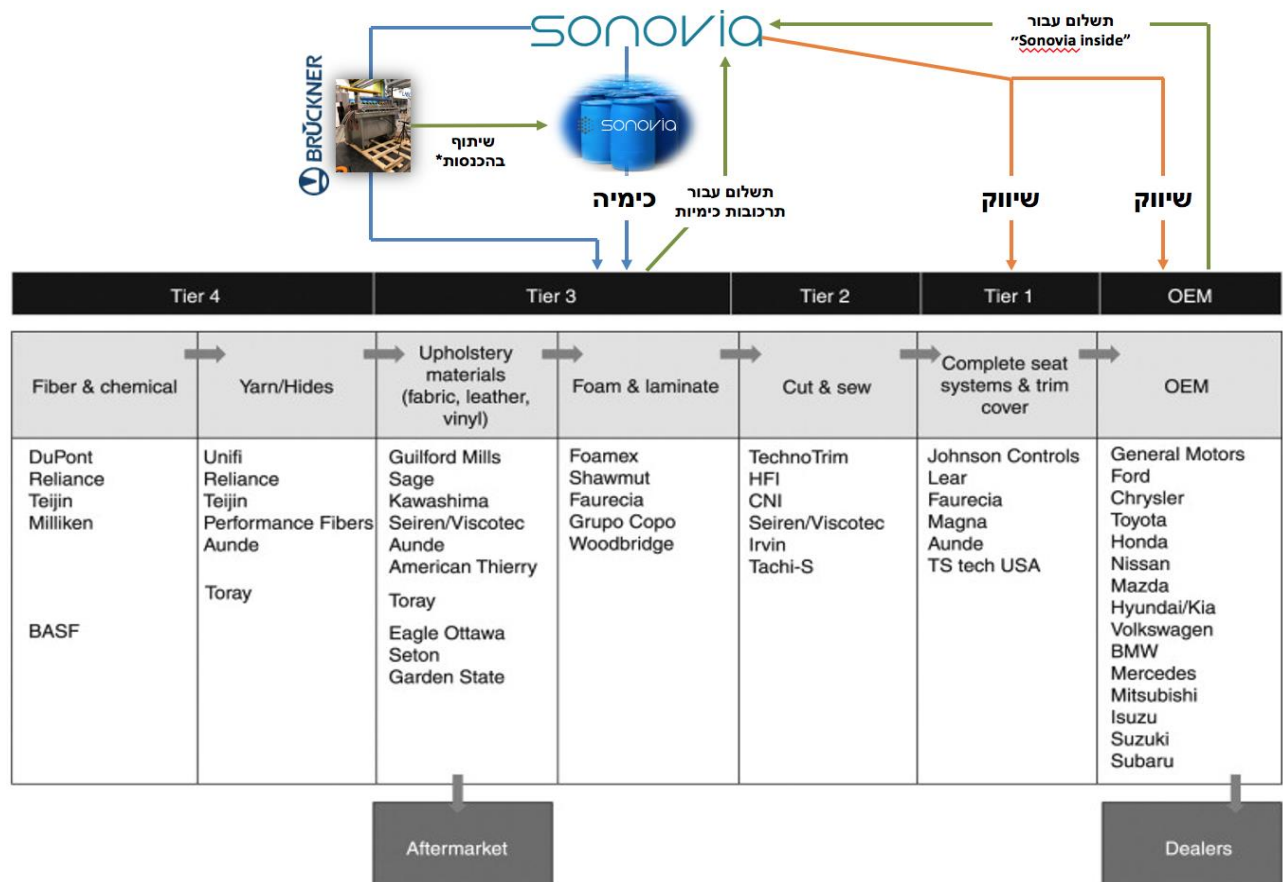 sonovia
תשלום עבור
"Sonovia inside"
BRÜCKNER
sonovia
שיתוף
בהכנסות*
כימיה
תשלום עבור
תרכובות כימיות
שיווק
שיווק
Tier 4
Tier 3
Tier 2
Tier 1
OEM
Fiber & chemical
Yarn/Hides
Upholstery
materials
(fabric, leather,
vinyl)
Foam & laminate
Cut & sew
Complete seat
systems & trim
cover
OEM
DuPont
Reliance
Teijin
Milliken
BASF
Unifi
Reliance
Teijin
Performance Fibers
Aunde
Toray
Guilford Mills
Sage
Kawashima
Seiren/Viscotec
Aunde
American Thierry
Toray
Eagle Ottawa
Seton
Garden State
Foamex
Shawmut
Faurecia
Grupo Copo
Woodbridge
TechnoTrim
HFI
CNI
Seiren/Viscotec
Irvin
Tachi-S
Johnson Controls
Lear
Faurecia
Magna
Aunde
TS tech USA
General Motors
Ford
Chrysler
Toyota
Honda
Nissan
Mazda
Hyundai/Kia
Volkswagen
BMW
Mercedes
Mitsubishi
Isuzu
Suzuki
Subaru
Aftermarket
Dealers